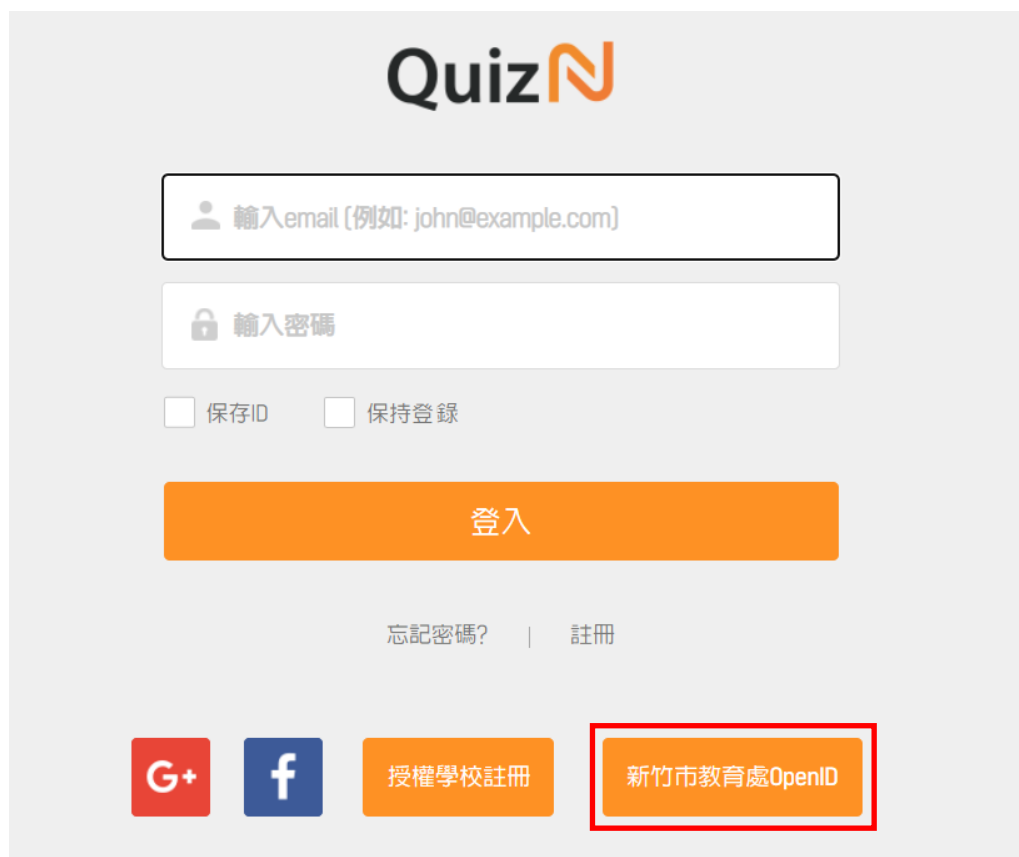 QuizN
輸入email (例如: john@example.com)
輸入密碼
保存ID
保持登錄
登入
忘記密碼? | 註冊
G+ f 授權學校註冊 新竹市教育處OpenID